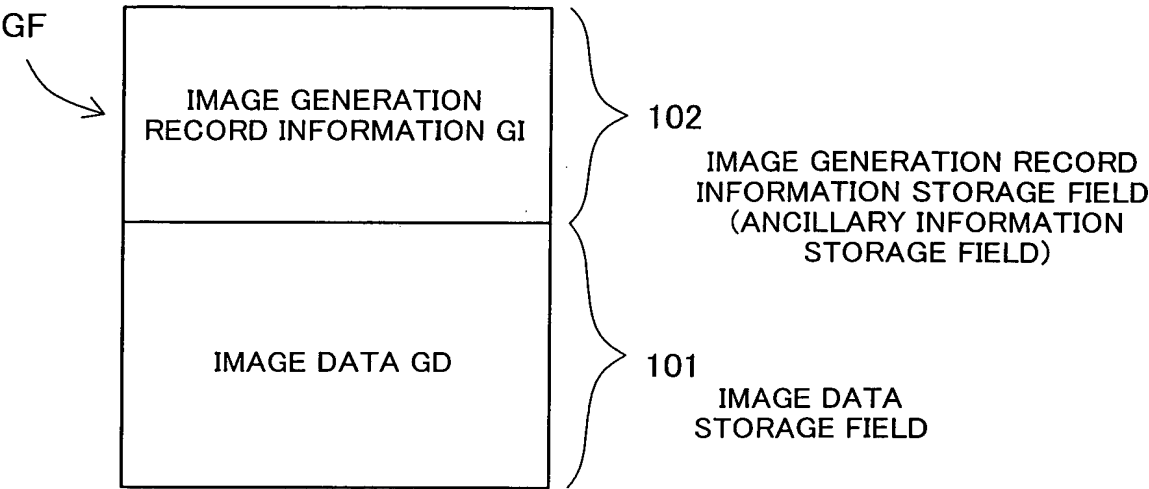 GF
IMAGE GENERATION
RECORD INFORMATION GI
102
IMAGE GENERATION RECORD
INFORMATION STORAGE FIELD
(ANCILLARY INFORMATION
STORAGE FIELD)
IMAGE DATA GD
101
IMAGE DATA
STORAGE FIELD